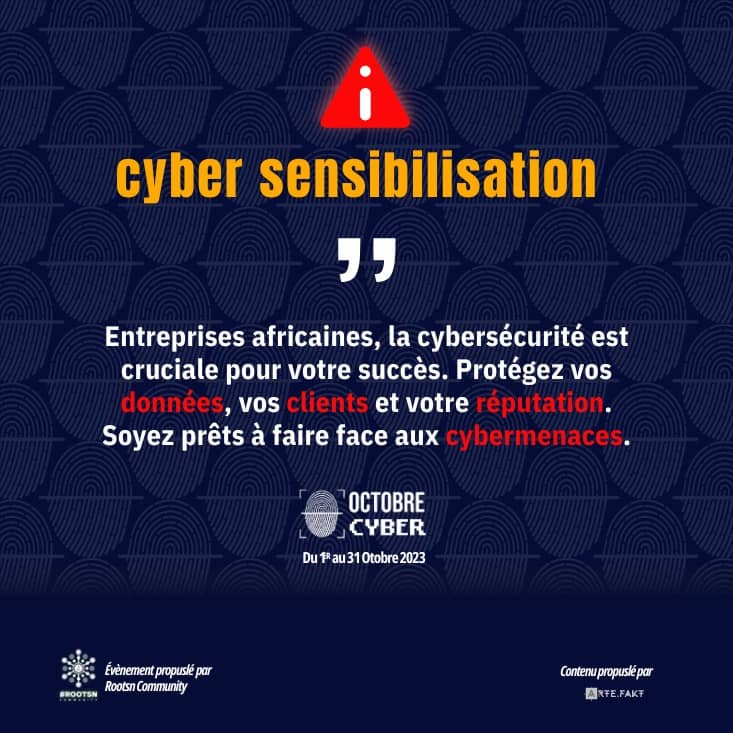 i
cyber sensibilisation
”
Entreprises africaines, la cybersécurité est
cruciale pour votre succès. Protégez vos
données, vos clients et votre réputation.
Soyez prêts à faire face aux cybermenaces.
OCTOBRE
CYBER
Du 1ER au 31 Otobre 2023
Évènement propuslé par
Rootsn Community
#ROOTSN
COMMUNITY
Contenu propuslé par
ARTE.FAKT